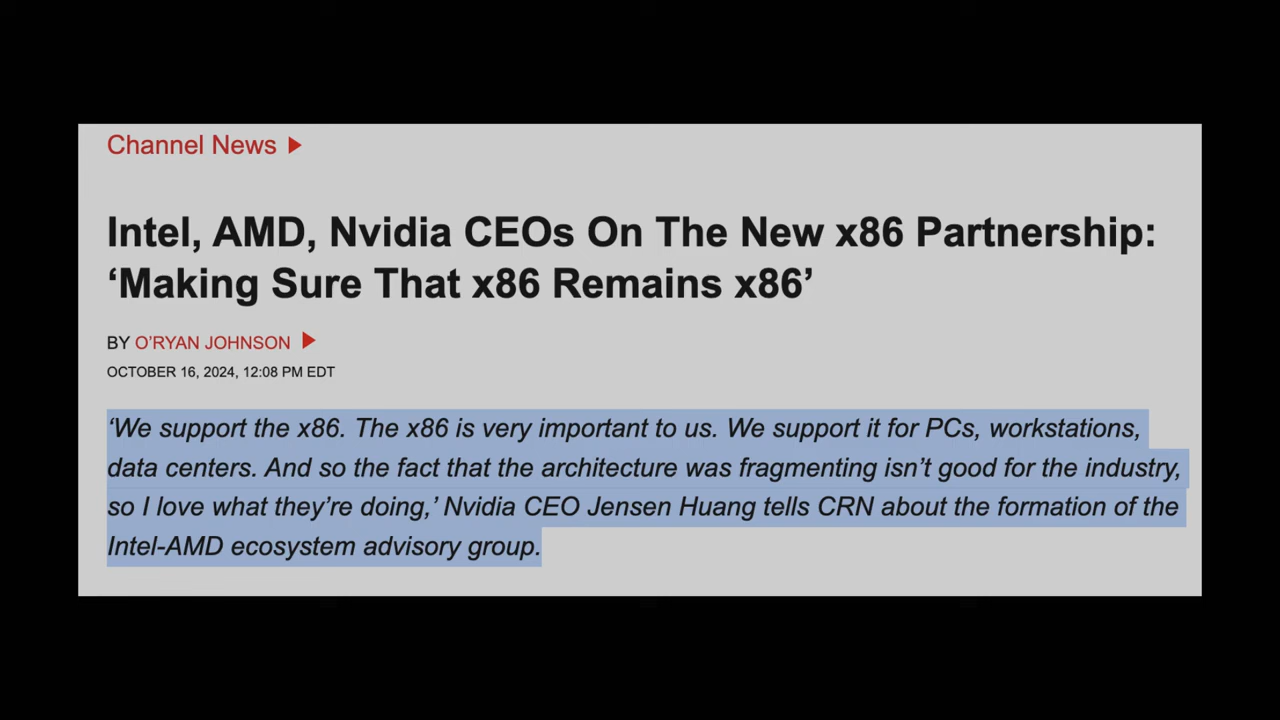 Channel News
Intel, AMD, Nvidia CEOs On The New x86 Partnership:
‘Making Sure That x86 Remains x86’
BY O’RYAN JOHNSON
OCTOBER 16, 2024, 12:08 PM EDT
‘We support the x86. The x86 is very important to us. We support it for PCs, workstations,
data centers. And so the fact that the architecture was fragmenting isn’t good for the industry,
so I love what they’re doing,’ Nvidia CEO Jensen Huang tells CRN about the formation of the
Intel-AMD ecosystem advisory group.